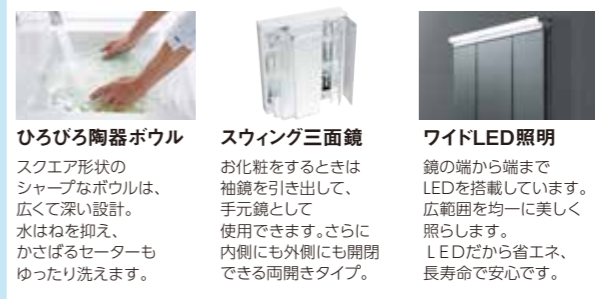 ひろびろ陶器ボウル
スクエア形状の
シャープなボウルは、
広くて深い設計。
水はねを抑え、
かさばるセーターも
ゆったり洗えます。
スウィング三面鏡
お化粧をするときは
袖鏡を引き出して、
手元鏡として
使用できます。さらに
内側にも外側にも開閉
できる両開きタイプ。
ワイドLED照明
鏡の端から端まで
LEDを搭載しています。
広範囲を均一に美しく
照らします。
LEDだから省エネ、
長寿命で安心です。